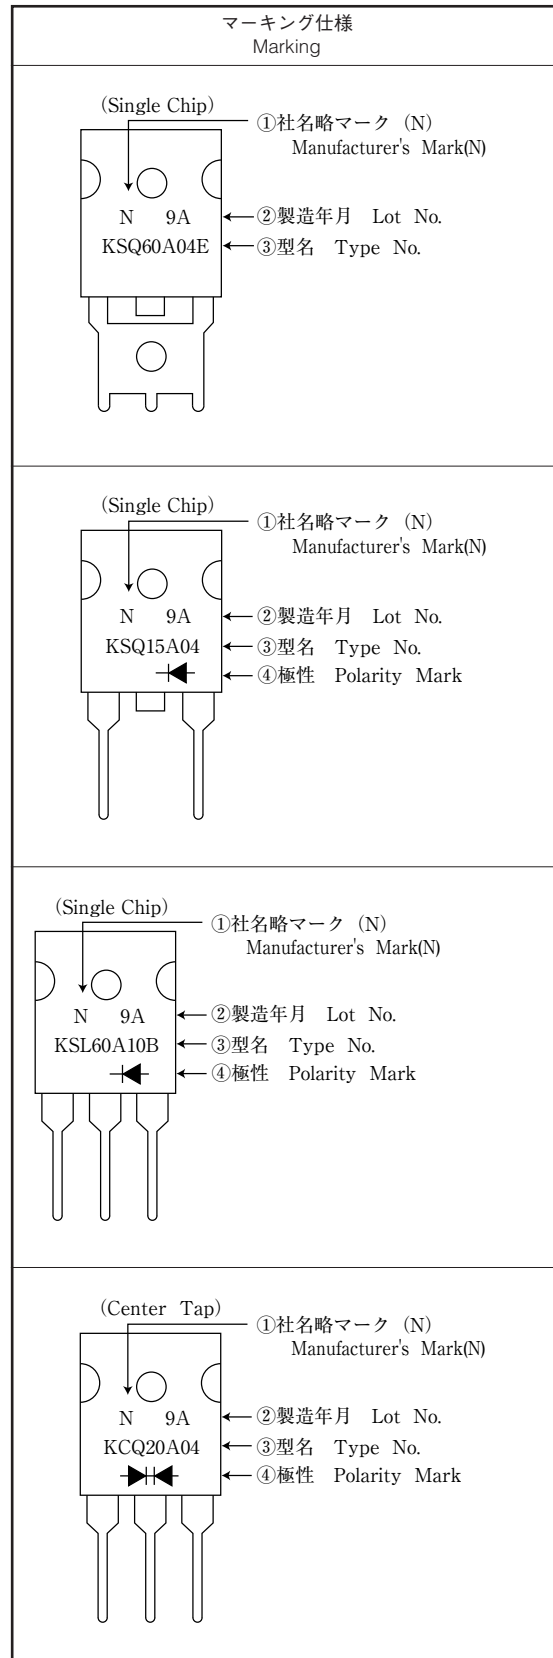 マーキング仕様
Marking
(Single Chip)
①社名略マーク (N)
Manufacturer's Mark(N)
N 9A
②製造年月 Lot No.
KSQ60A04E
③型名 Type No.
(Single Chip)
①社名略マーク (N)
Manufacturer's Mark(N)
N 9A
②製造年月 Lot No.
KSQ15A04
③型名 Type No.
④極性 Polarity Mark
(Single Chip)
①社名略マーク (N)
Manufacturer's Mark(N)
N 9A
②製造年月 Lot No.
KSL60A10B
③型名 Type No.
④極性 Polarity Mark
(Center Tap)
①社名略マーク (N)
Manufacturer's Mark(N)
N 9A
②製造年月 Lot No.
KCQ20A04
③型名 Type No.
④極性 Polarity Mark